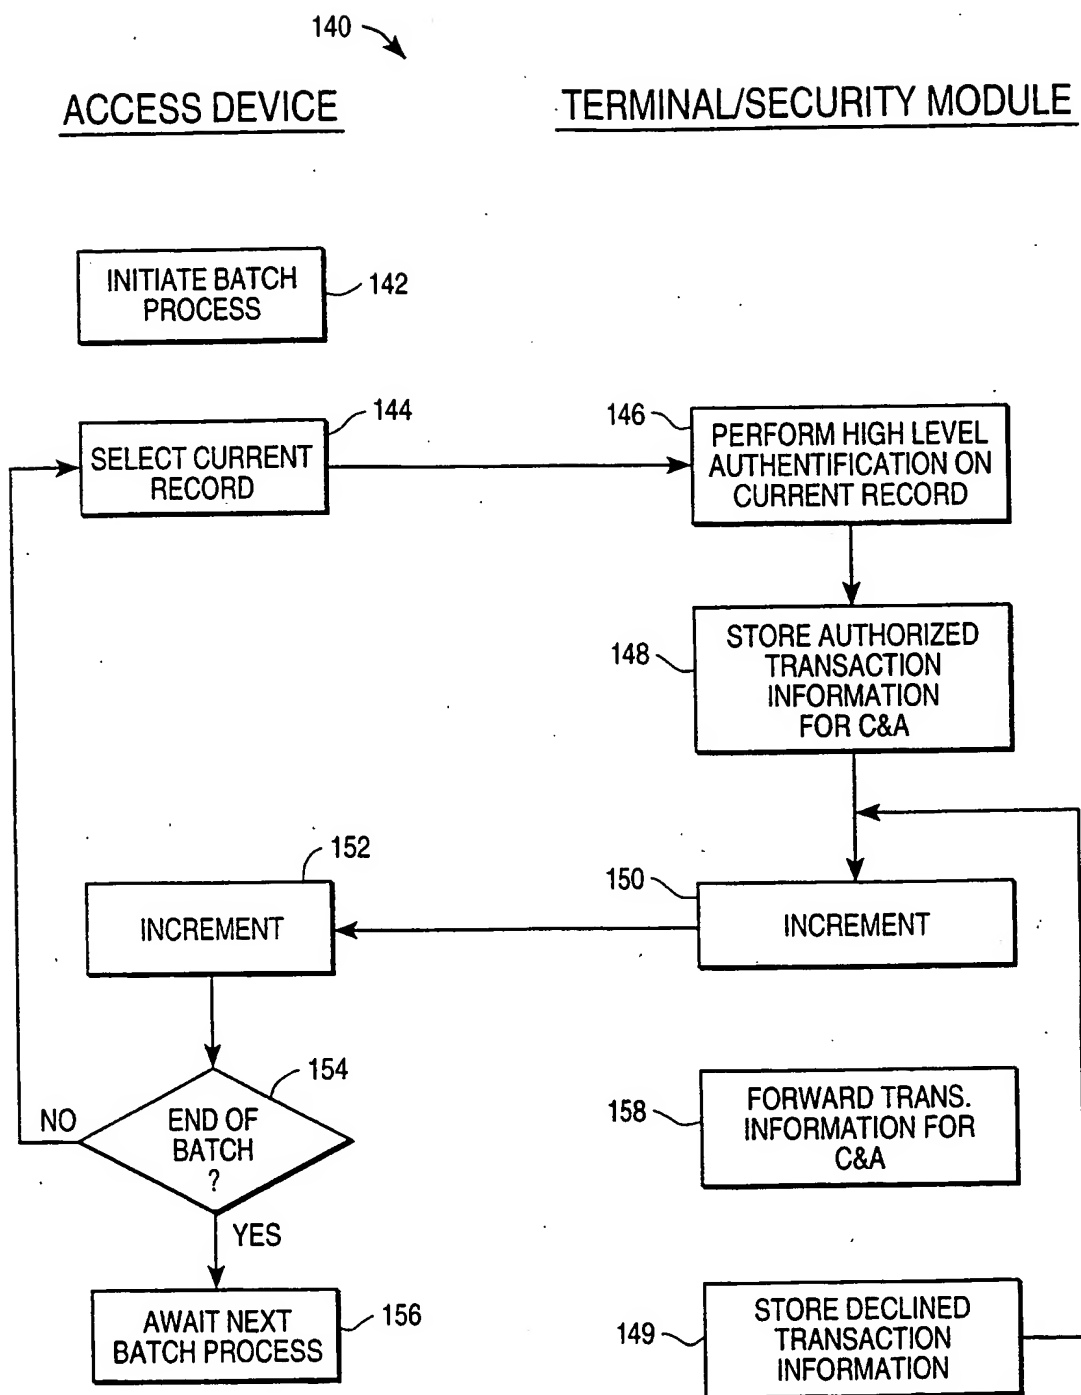 140
ACCESS DEVICE
TERMINAL/SECURITY MODULE
INITIATE BATCH
PROCESS
142
144
SELECT CURRENT
RECORD
146
PERFORM HIGH LEVEL
AUTHENTIFICATION ON
CURRENT RECORD
148
STORE AUTHORIZED
TRANSACTION
INFORMATION
FOR C&A
152
INCREMENT
150
INCREMENT
154
NO
END OF
BATCH
?
YES
158
FORWARD TRANS.
INFORMATION FOR
C&A
AWAIT NEXT
BATCH PROCESS
156
149
STORE DECLINED
TRANSACTION
INFORMATION